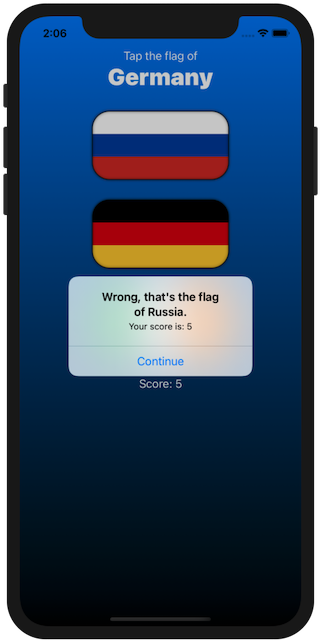 2:06
Tap the flag of
Germany
Wrong, that's the flag
of Russia.
Your score is: 5
Continue
Score: 5